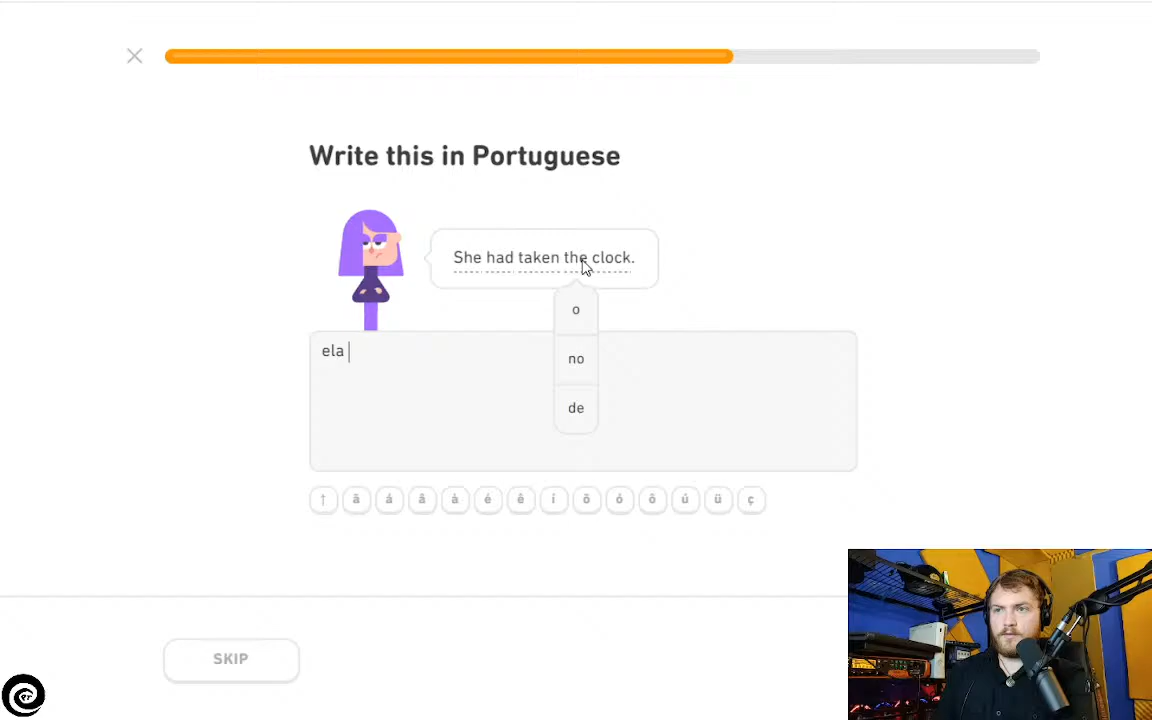 Write this in Portuguese
She had taken the clock.
o
no
de
ela
↑ ã á â à é ê í õ ó ô ú ü ç
SKIP